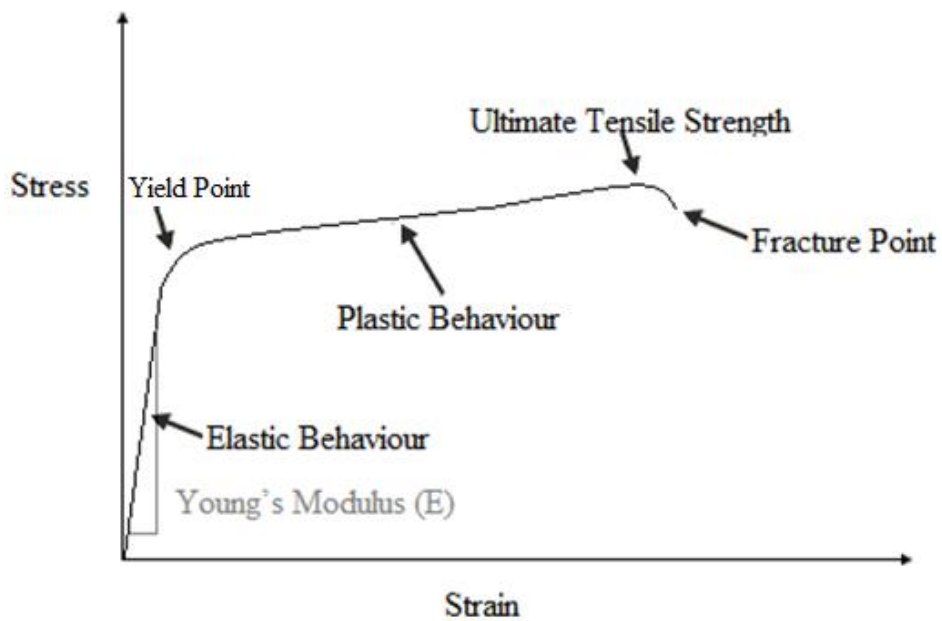 Ultimate Tensile Strength
Stress
Yield Point
Fracture Point
Plastic Behaviour
Elastic Behaviour
Young's Modulus (E)
Strain